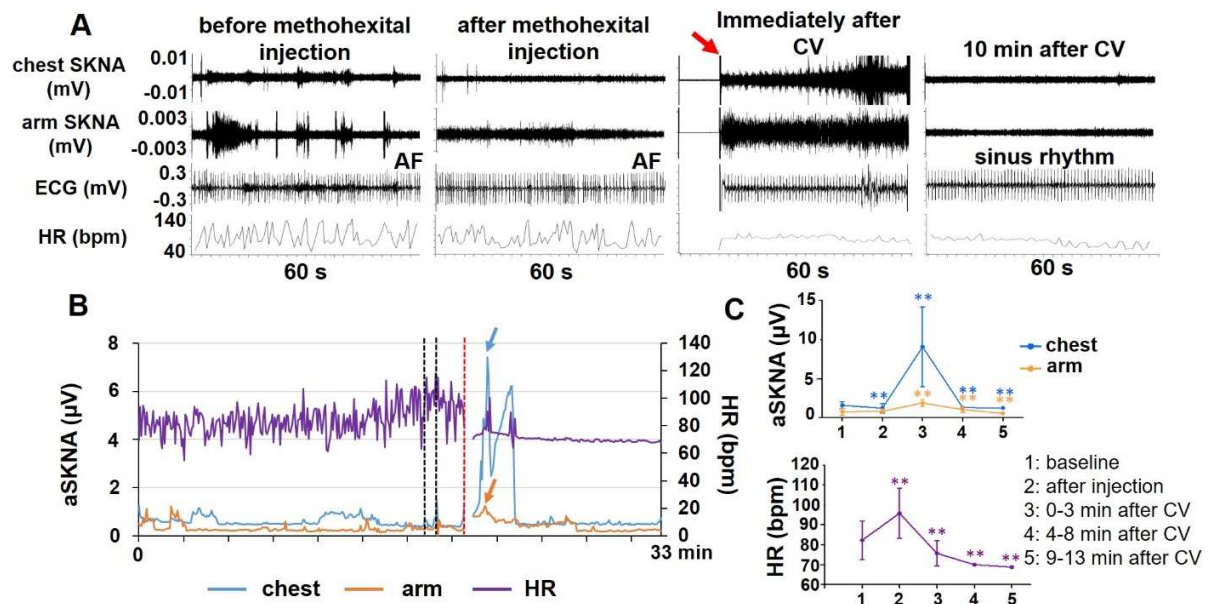 A
before methohexital
injection
after methohexital
injection
Immediately after
CV
10 min after CV
chest SKNA
(mV)
0.01
-0.01
arm SKNA
(mV)
0.003
-0.003
AF
AF
sinus rhythm
ECG (mV)
0.3
-0.3
HR (bpm)
140
40
60 s
60 s
60 s
60 s
B
aSKNA (µV)
8
6
4
2
0
HR (bpm)
140
120
100
80
60
40
20
0
0
33 min
chest
arm
HR
C
aSKNA (µV)
15
10
5
0
**
**
**
**
**
**
**
chest
arm
1
2
3
4
5
HR (bpm)
120
110
100
90
80
70
60
**
**
**
**
1
2
3
4
5
1: baseline
2: after injection
3: 0-3 min after CV
4: 4-8 min after CV
5: 9-13 min after CV